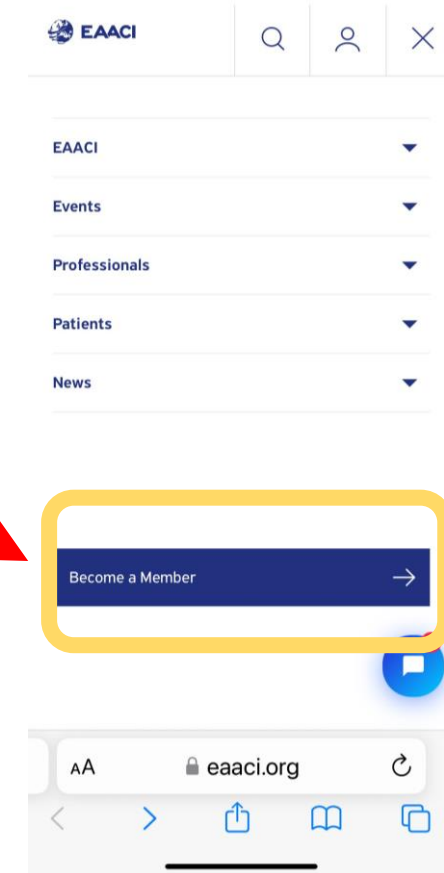 EAACI
EAACI
Events
Professionals
Patients
News
Become a Member
AA eaaci.org